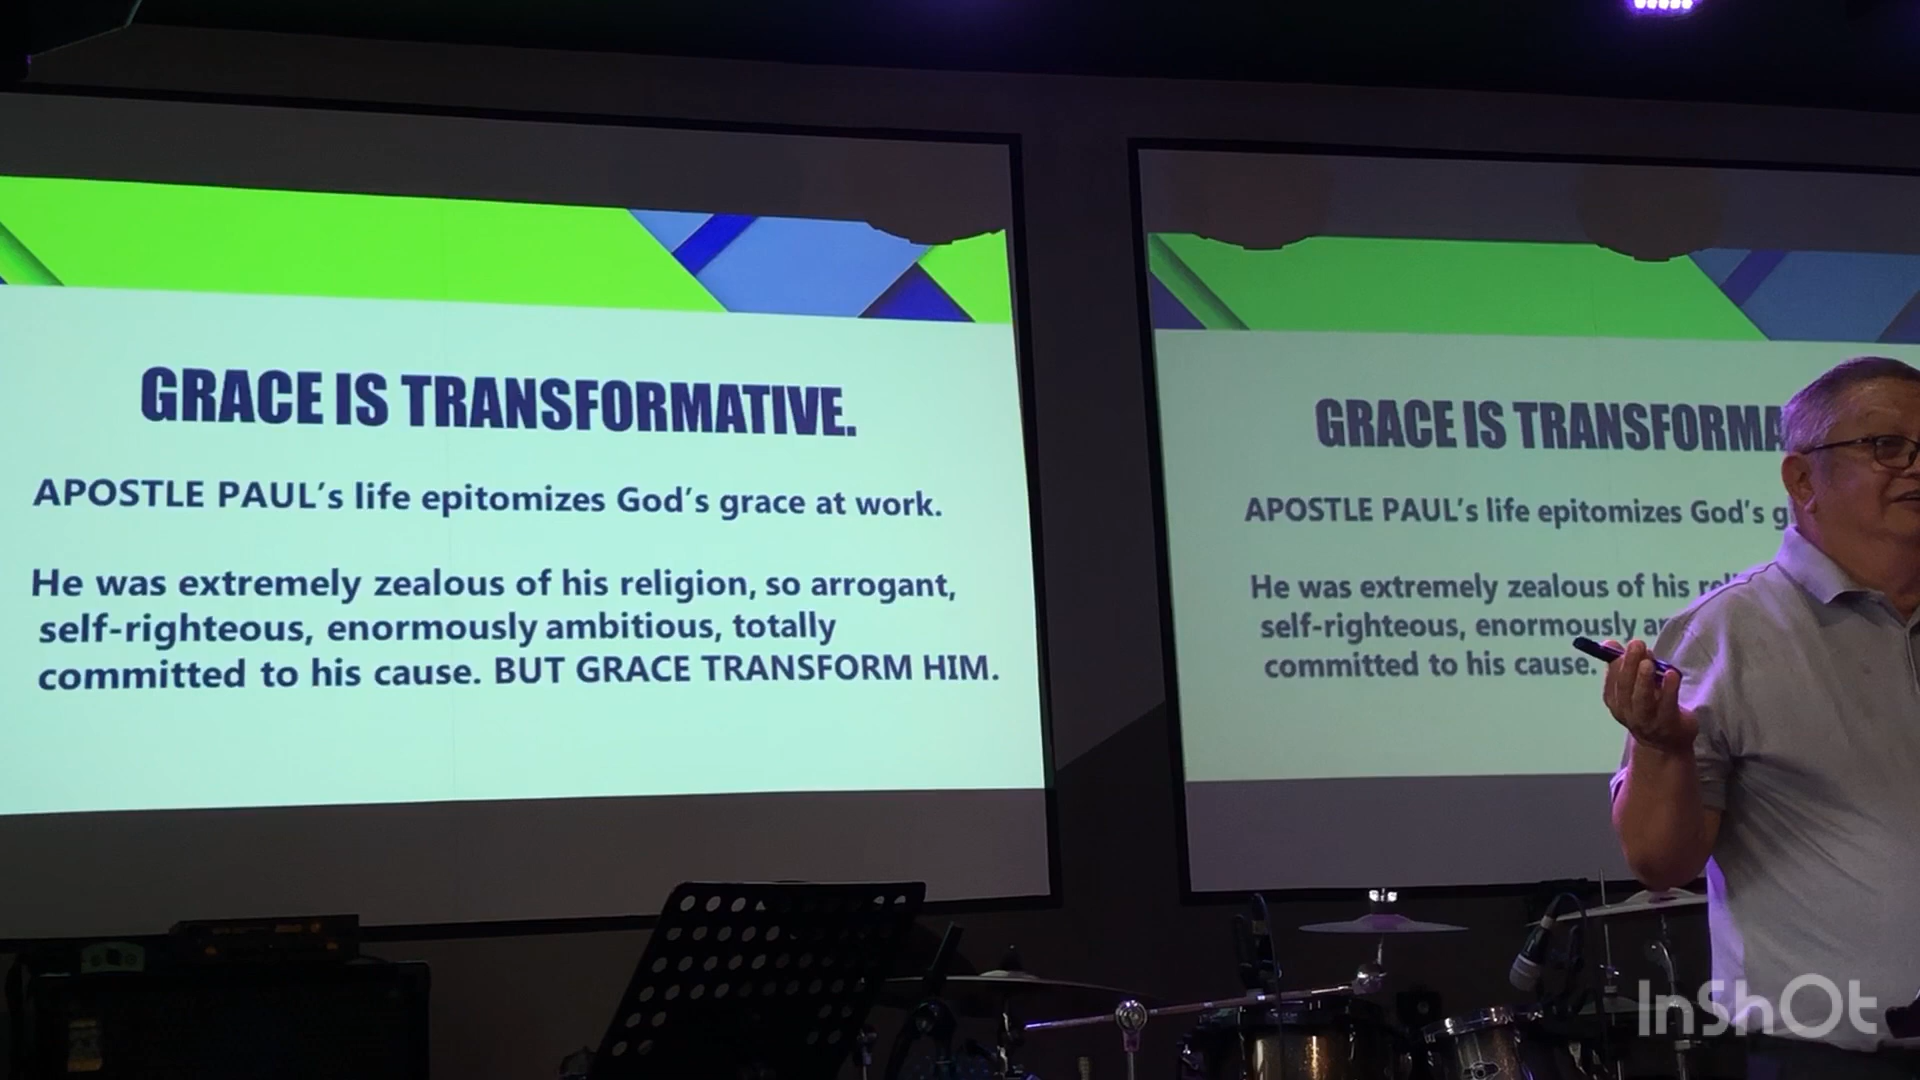 GRACE IS TRANSFORMATIVE.
APOSTLE PAUL's life epitomizes God's grace at work.
He was extremely zealous of his religion, so arrogant,
self-righteous, enormously ambitious, totally
committed to his cause. BUT GRACE TRANSFORM HIM.
GRACE IS TRANSFORMA
APOSTLE PAUL's life epitomizes God's g
He was extremely zealous of his rel
self-righteous, enormously a
committed to his cause.
InShOt